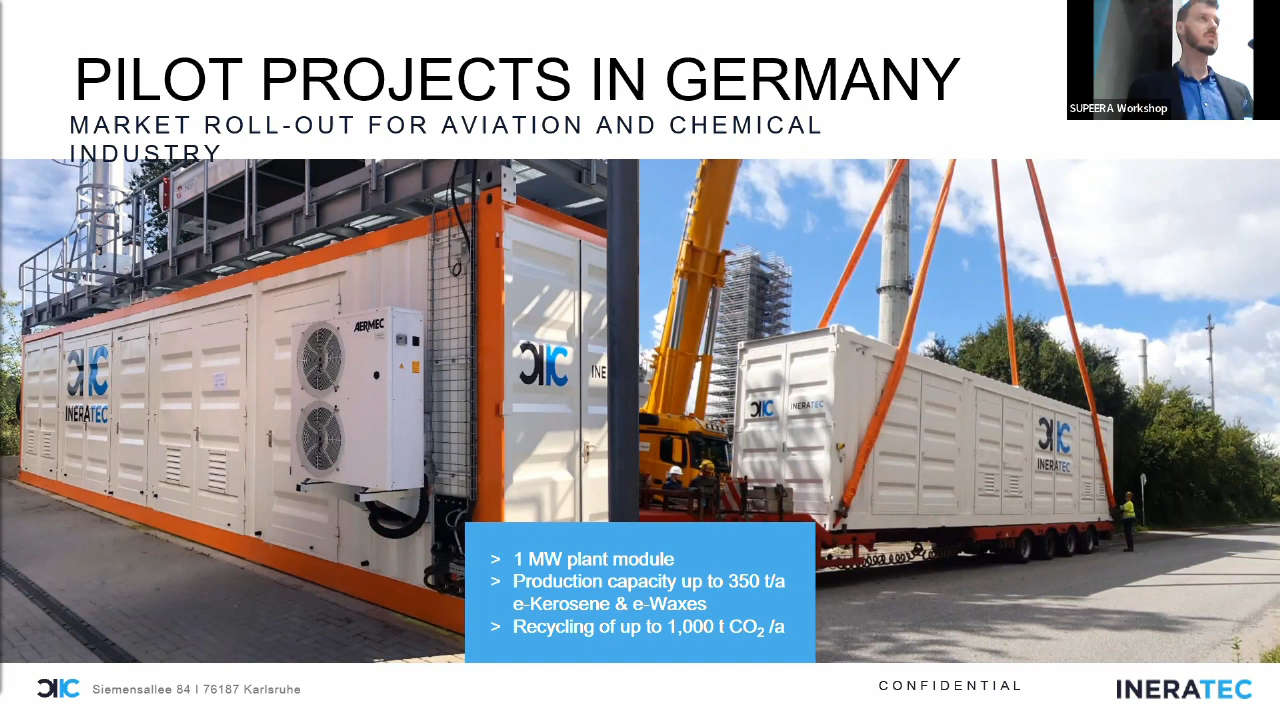 PILOT PROJECTS IN GERMANY
MARKET ROLL-OUT FOR AVIATION AND CHEMICAL
INDUSTRY
SUPEERA Workshop
AERMEC
INERATEC
INE
INERATEC
INERATEC
> 1 MW plant module
> Production capacity up to 350 t/a
e-Kerosene & e-Waxes
> Recycling of up to 1,000 t CO₂ /a
Siemensallee 84 I 76187 Karlsruhe
CONFIDENTIAL
INERATEC